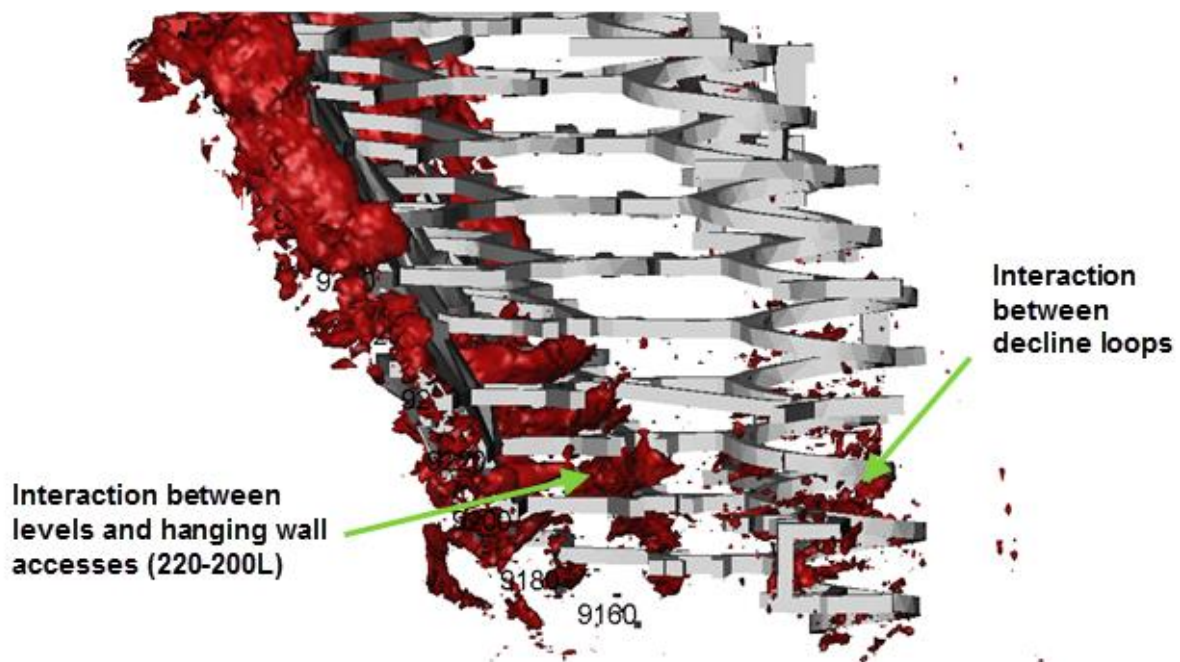 Interaction
between
decline loops
Interaction between
levels and hanging wall
accesses (220-200L)
9180
9160